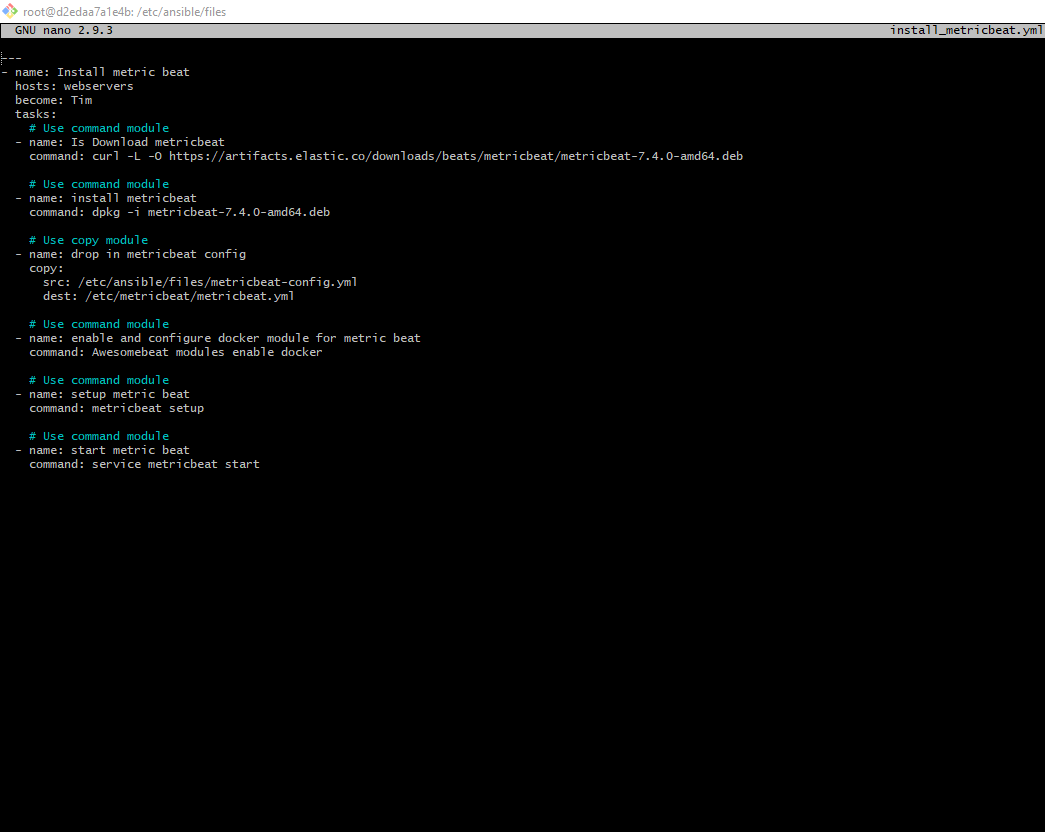 root@d2edaa7a1e4b: /etc/ansible/files
GNU nano 2.9.3 install_metricbeat.yml
---
- name: Install metric beat
  hosts: webservers
  become: Tim
  tasks:
    # Use command module
  - name: Is Download metricbeat
    command: curl -L -O https://artifacts.elastic.co/downloads/beats/metricbeat/metricbeat-7.4.0-amd64.deb
    # Use command module
  - name: install metricbeat
    command: dpkg -i metricbeat-7.4.0-amd64.deb
    # Use copy module
  - name: drop in metricbeat config
    copy:
      src: /etc/ansible/files/metricbeat-config.yml
      dest: /etc/metricbeat/metricbeat.yml
    # Use command module
  - name: enable and configure docker module for metric beat
    command: Awesomebeat modules enable docker
    # Use command module
  - name: setup metric beat
    command: metricbeat setup
    # Use command module
  - name: start metric beat
    command: service metricbeat start